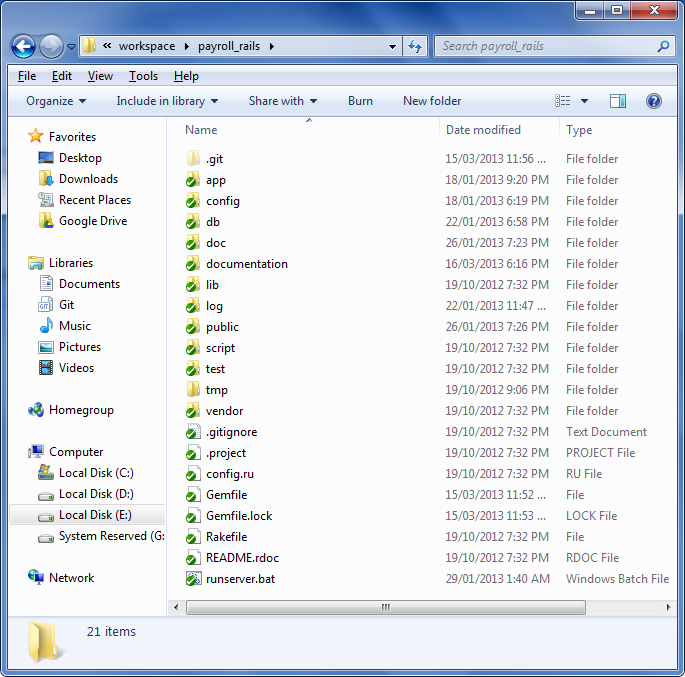 « workspace ▸ payroll_rails ▸ Search payroll_rails
File Edit View Tools Help
Organize Include in library Share with Burn New folder
Favorites
Desktop
Downloads
Recent Places
Google Drive
Libraries
Documents
Git
Music
Pictures
Videos
Homegroup
Computer
Local Disk (C:)
Local Disk (D:)
Local Disk (E:)
System Reserved (G:
Network
Name Date modified Type
.git 15/03/2013 11:56 ... File folder
app 18/01/2013 9:20 PM File folder
config 18/01/2013 6:19 PM File folder
db 22/01/2013 6:58 PM File folder
doc 26/01/2013 7:23 PM File folder
documentation 16/03/2013 6:16 PM File folder
lib 19/10/2012 7:32 PM File folder
log 22/01/2013 11:47 ... File folder
public 26/01/2013 7:26 PM File folder
script 19/10/2012 7:32 PM File folder
test 19/10/2012 7:32 PM File folder
tmp 19/10/2012 9:06 PM File folder
vendor 19/10/2012 7:32 PM File folder
.gitignore 19/10/2012 7:32 PM Text Document
.project 19/10/2012 7:32 PM PROJECT File
config.ru 19/10/2012 7:32 PM RU File
Gemfile 15/03/2013 11:52 ... File
Gemfile.lock 15/03/2013 11:53 ... LOCK File
Rakefile 19/10/2012 7:32 PM File
README.rdoc 19/10/2012 7:32 PM RDOC File
runserver.bat 29/01/2013 1:40 AM Windows Batch File
21 items